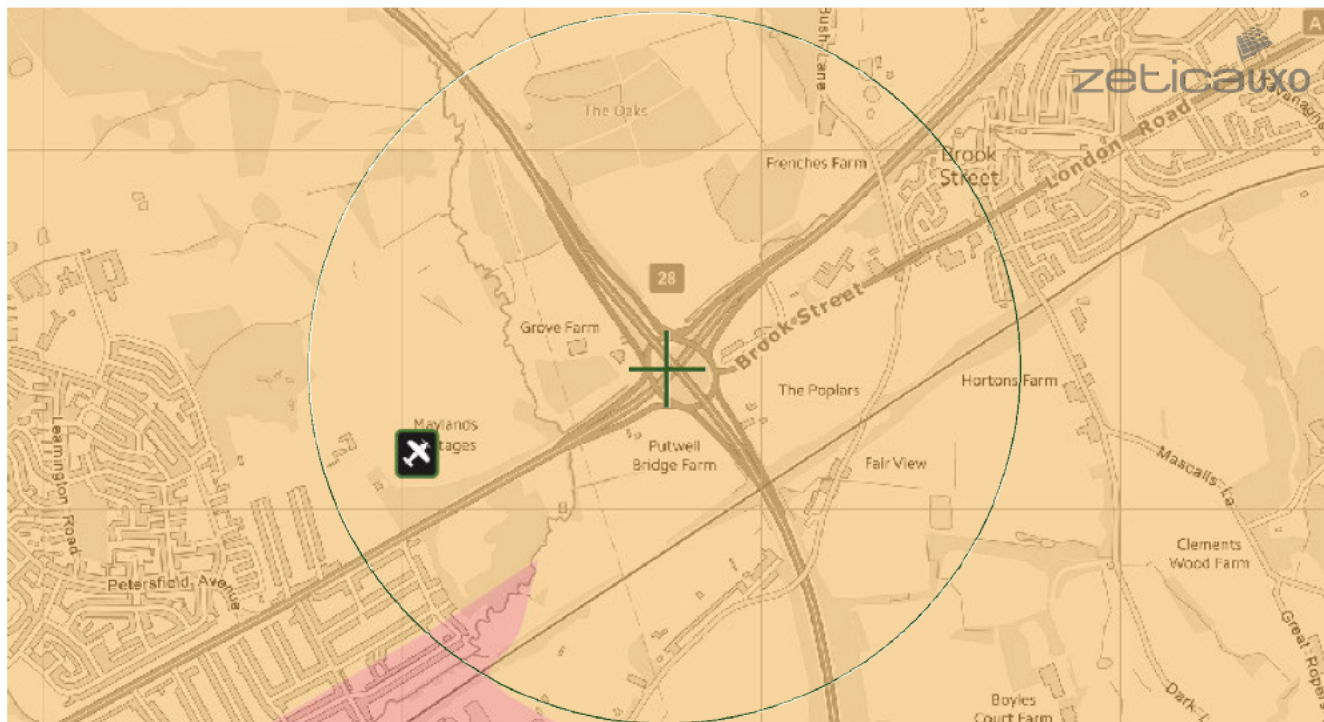 Bush Lane
A
zeticauxo
The Oaks
London Road
Frenches Farm
Brook
Street
28
Grove Farm
Brook Street
The Poplars
Hortons Farm
Maylands
Putwell
Bridge Farm
Fair View
Leamington Road
Mascalls La
Clements
Wood Farm
Petersfield Avenue
Boyles
Court Farm